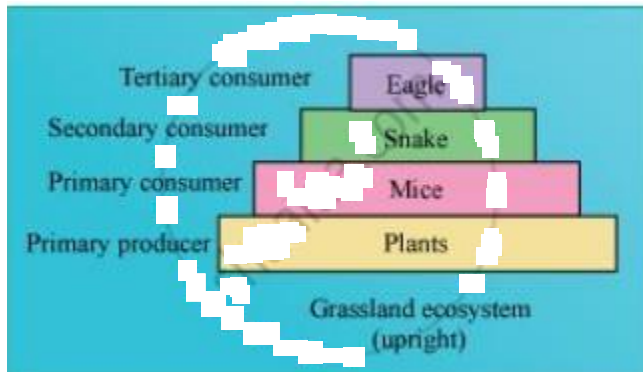 Tertiary consumer Eagle
Secondary consumer Snake
Primary consumer Mice
Primary producer Plants
Grassland ecosystem
(upright)